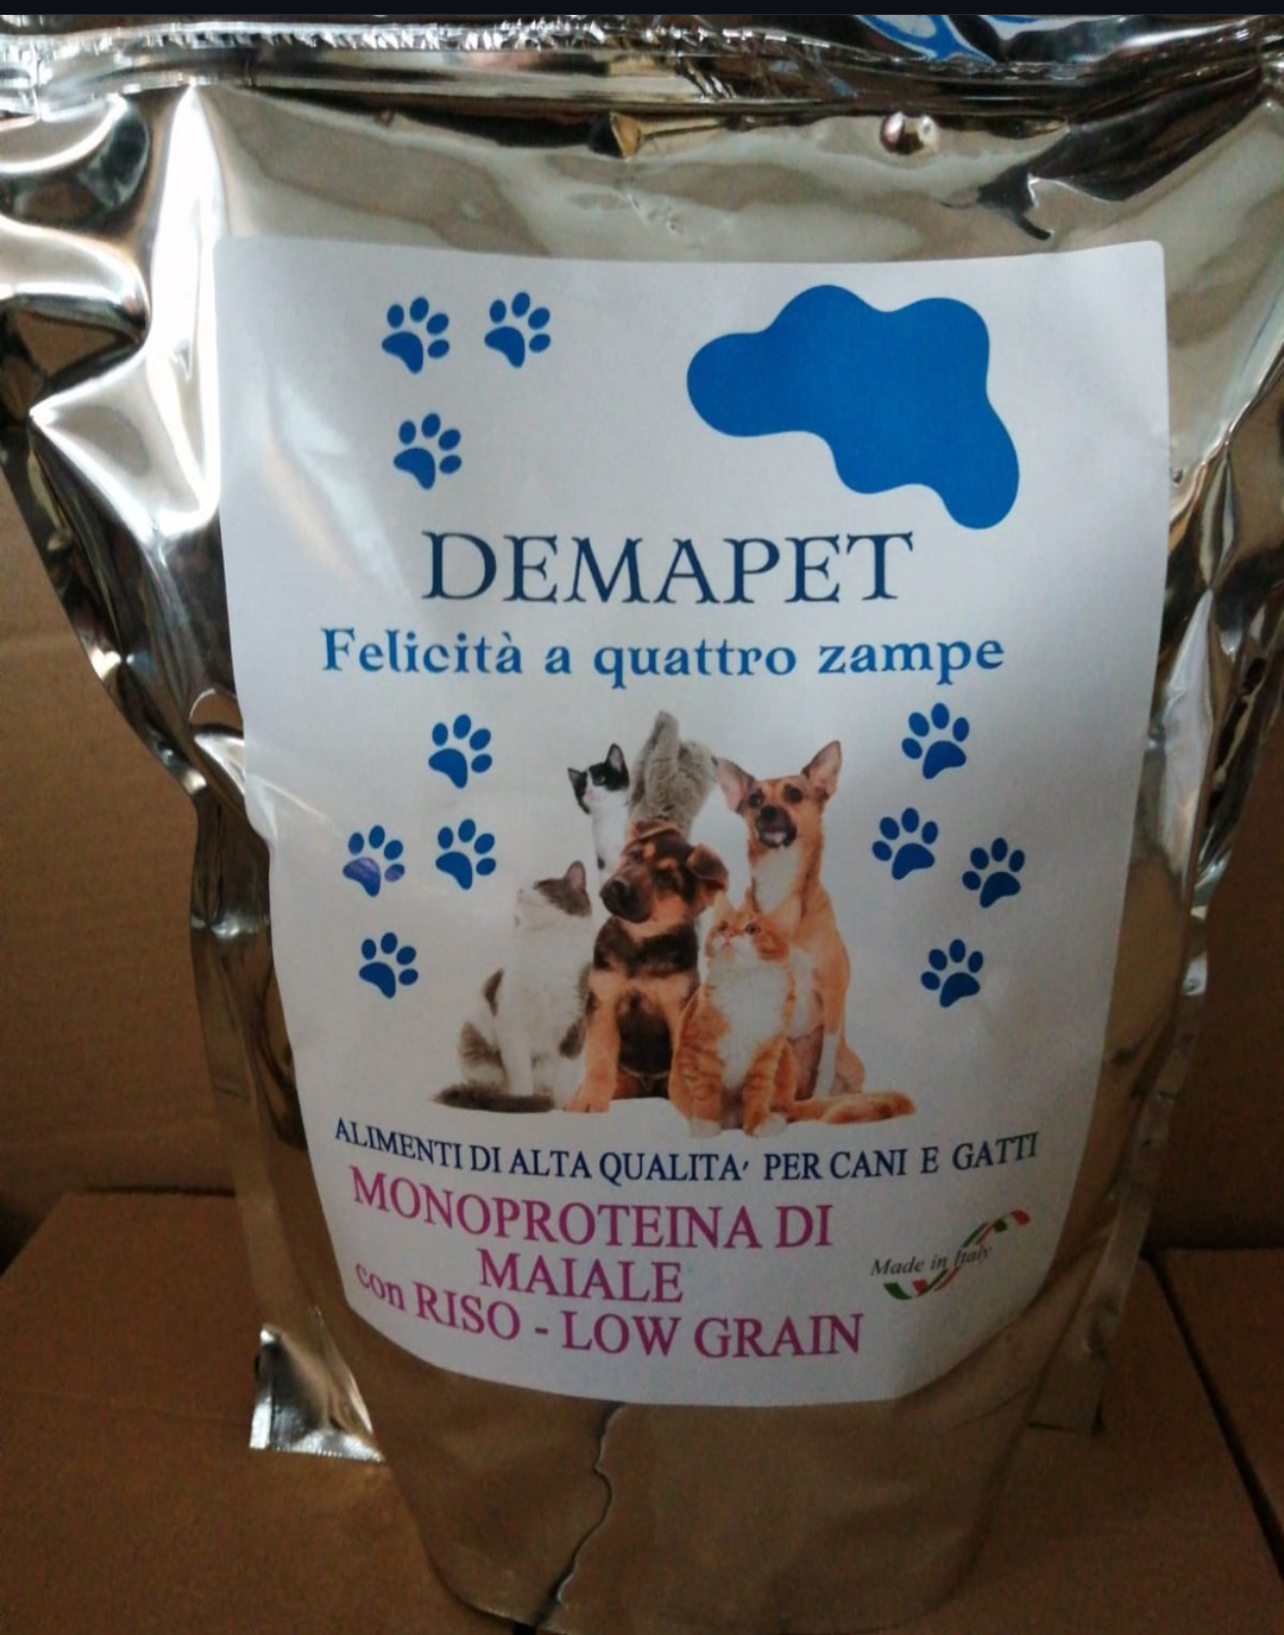 DEMAPET
Felicità a quattro zampe
ALIMENTI DI ALTA QUALITA' PER CANI E GATTI
MONOPROTEINA DI
MAIALE
con RISO - LOW GRAIN
Made in Italy